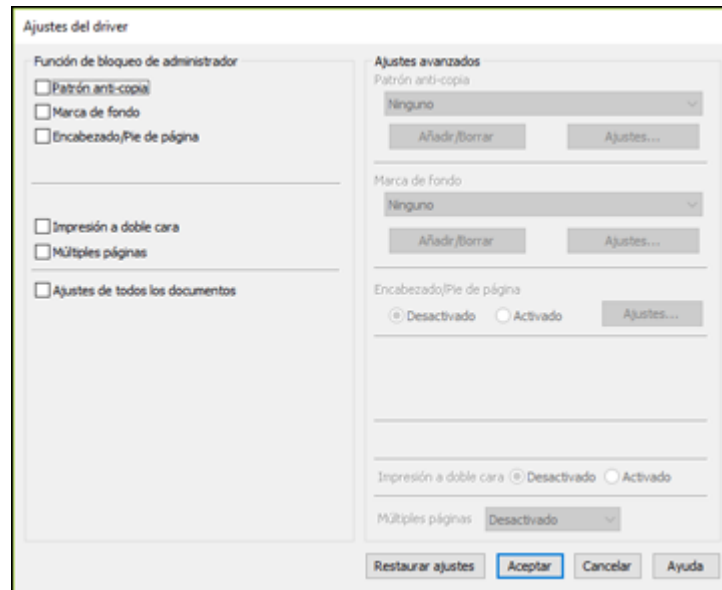 Ajustes del driver
Función de bloqueo de administrador
Patrón anti-copia
Marca de fondo
Encabezado/Pie de página
Impresión a doble cara
Múltiples páginas
Ajustes de todos los documentos
Ajustes avanzados
Patrón anti-copia
Ninguno
Añadir/Borrar Ajustes...
Marca de fondo
Ninguno
Añadir/Borrar Ajustes...
Encabezado/Pie de página
Desactivado Activado Ajustes...
Impresión a doble cara Desactivado Activado
Múltiples páginas Desactivado
Restaurar ajustes Aceptar Cancelar Ayuda